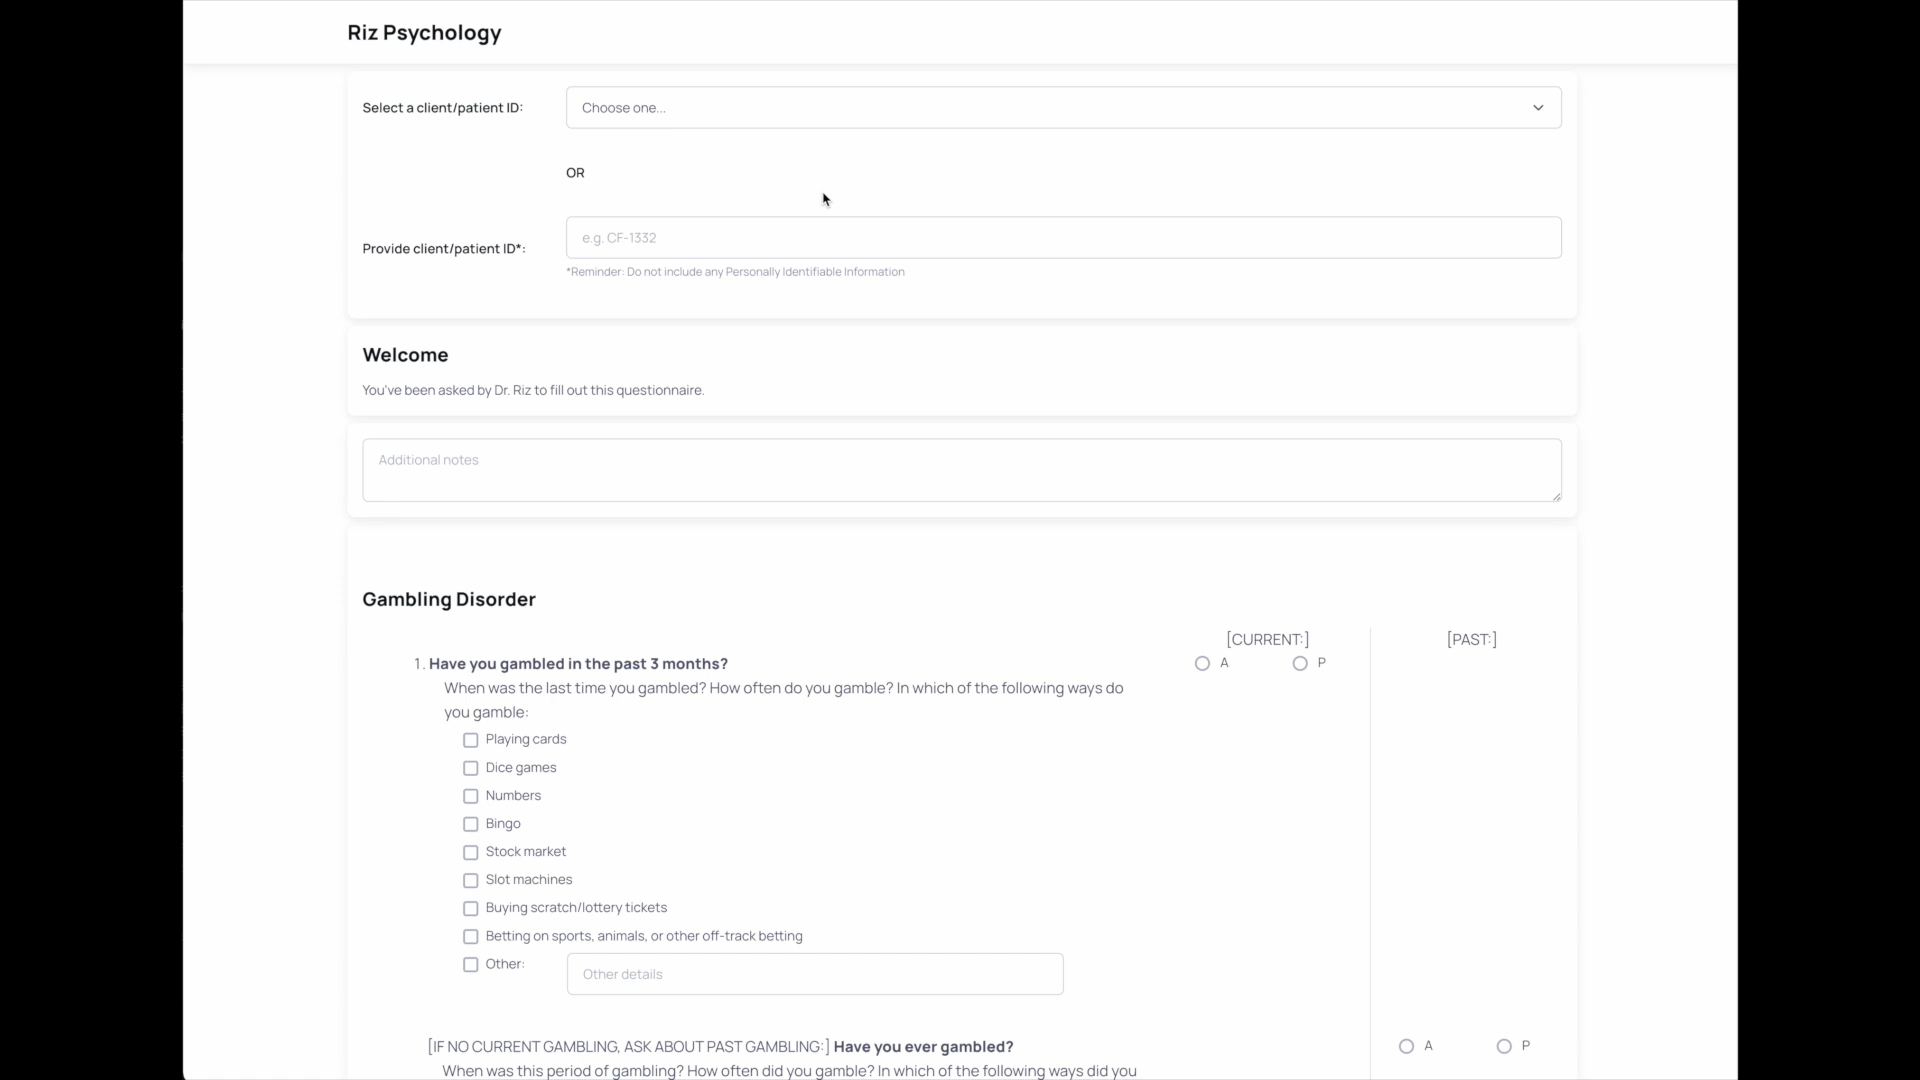 Riz Psychology
Select a client/patient ID:
Choose one...
OR
Provide client/patient ID*:
e.g. CF-1332
*Reminder: Do not include any Personally Identifiable Information
Welcome
You've been asked by Dr. Riz to fill out this questionnaire.
Additional notes
Gambling Disorder
[CURRENT:]
[PAST:]
1. Have you gambled in the past 3 months?
A
P
When was the last time you gambled? How often do you gamble? In which of the following ways do
you gamble:
Playing cards
Dice games
Numbers
Bingo
Stock market
Slot machines
Buying scratch/lottery tickets
Betting on sports, animals, or other off-track betting
Other:
Other details
[IF NO CURRENT GAMBLING, ASK ABOUT PAST GAMBLING:] Have you ever gambled?
A
P
When was this period of gambling? How often did you gamble? In which of the following ways did you